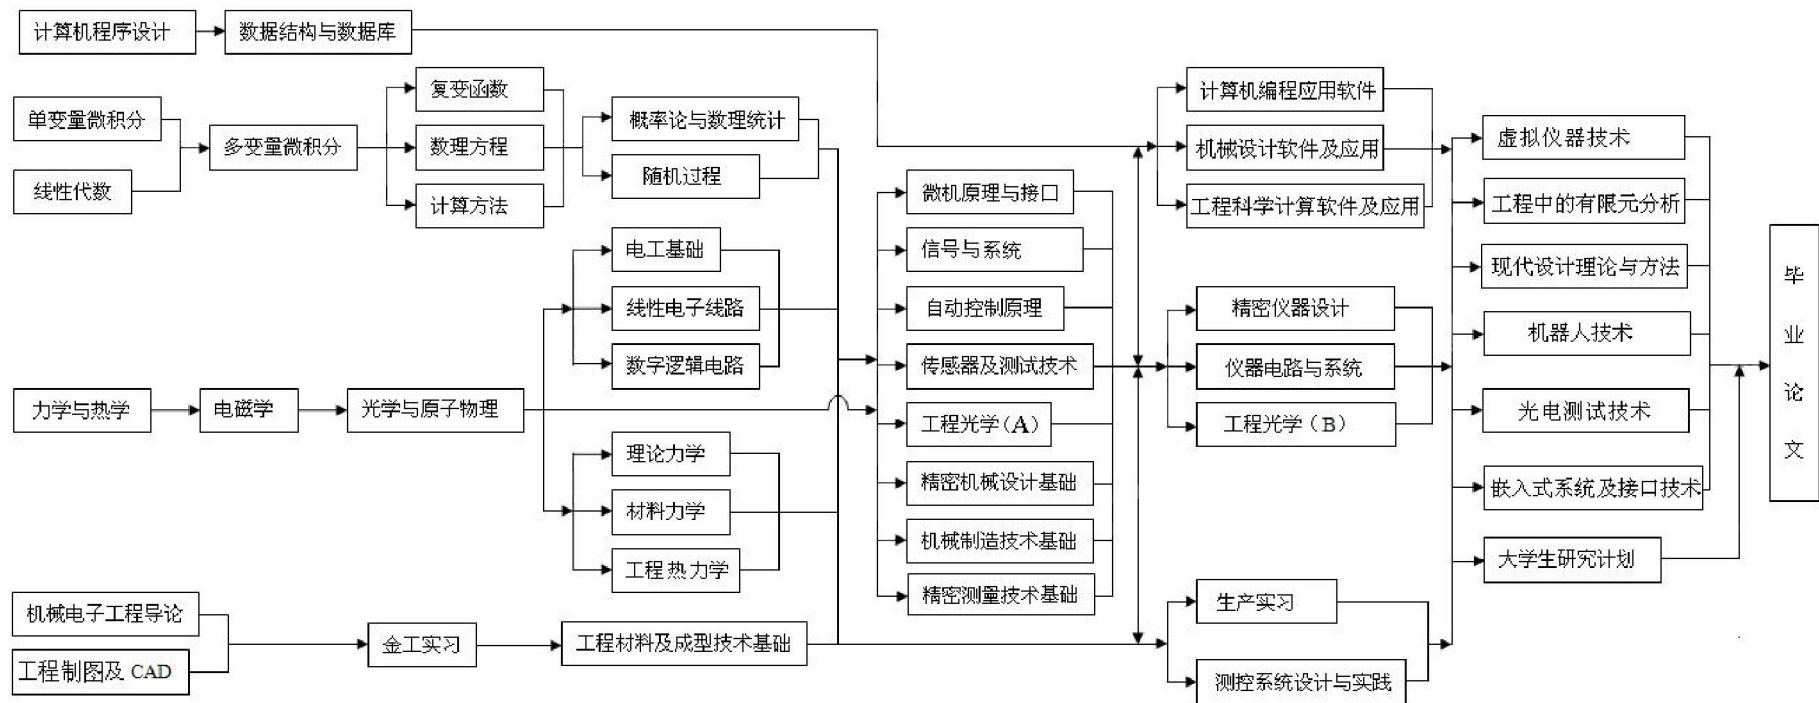 计算机程序设计
数据结构与数据库
单变量微积分
线性代数
多变量微积分
复变函数
数理方程
计算方法
概率论与数理统计
随机过程
电工基础
线性电子线路
数字逻辑电路
力学与热学
电磁学
光学与原子物理
理论力学
材料力学
工程热力学
机械电子工程导论
工程制图及 CAD
金工实习
工程材料及成型技术基础
微机原理与接口
信号与系统
自动控制原理
传感器及测试技术
工程光学(A)
精密机械设计基础
机械制造技术基础
精密测量技术基础
计算机编程应用软件
机械设计软件及应用
工程科学计算软件及应用
精密仪器设计
仪器电路与系统
工程光学(B)
生产实习
测控系统设计与实践
虚拟仪器技术
工程中的有限元分析
现代设计理论与方法
机器人技术
光电测试技术
嵌入式系统及接口技术
大学生研究计划
毕业论文